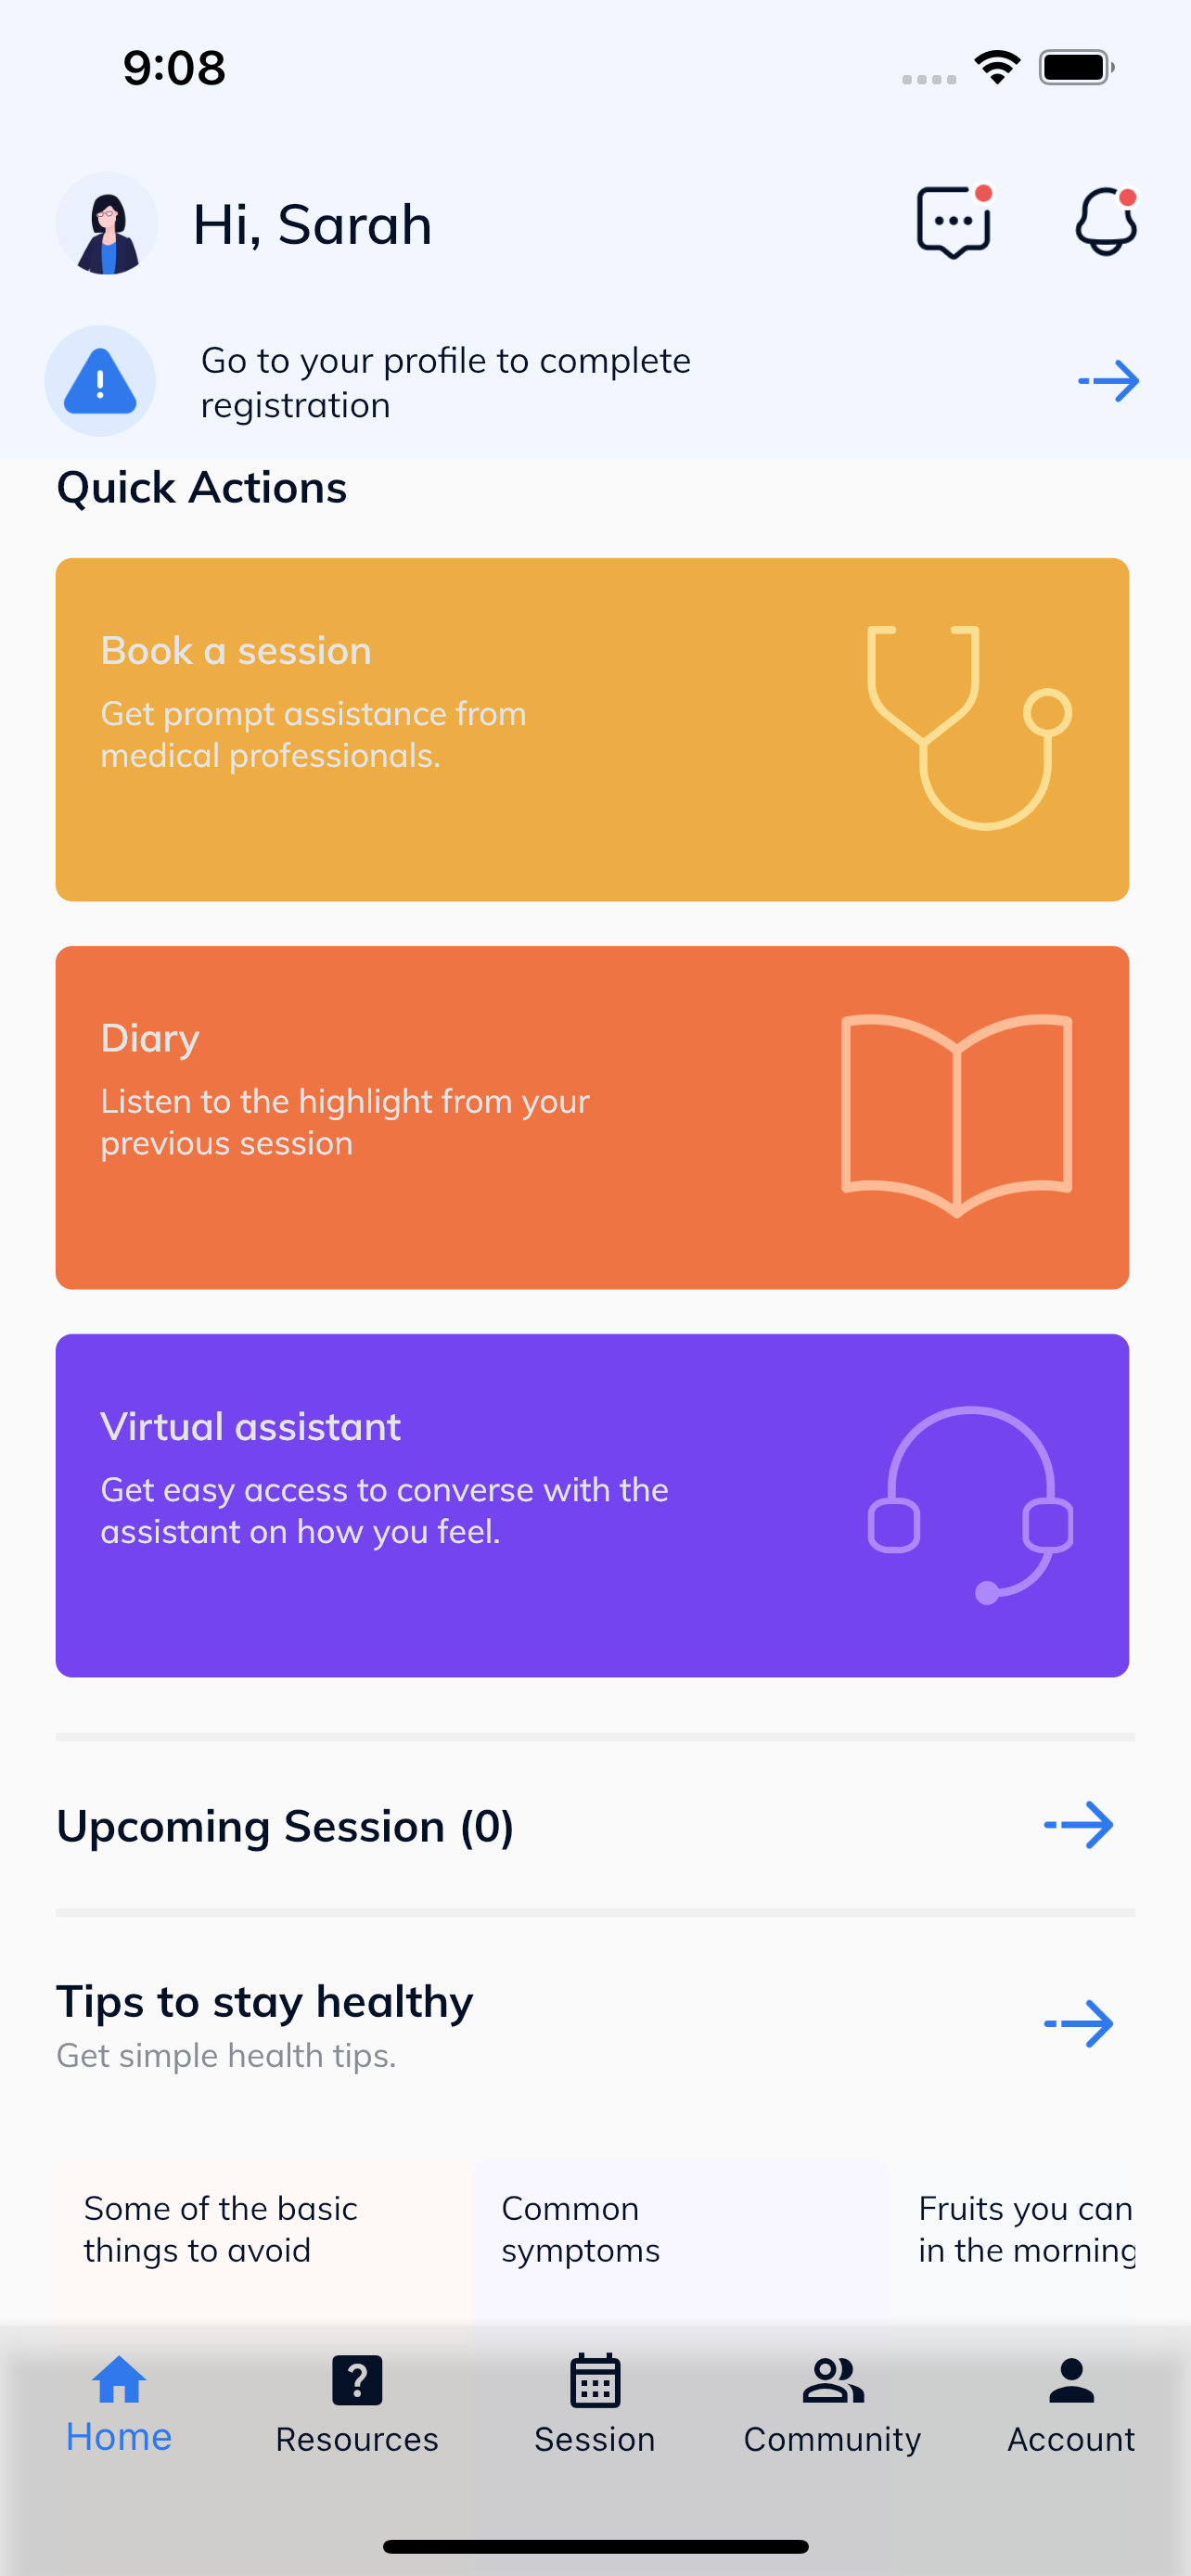 9:08
Hi, Sarah
Go to your profile to complete
registration
Quick Actions
Book a session
Get prompt assistance from
medical professionals.
Diary
Listen to the highlight from your
previous session
Virtual assistant
Get easy access to converse with the
assistant on how you feel.
Upcoming Session (0)
Tips to stay healthy
Get simple health tips.
Some of the basic
things to avoid
Common
symptoms
Fruits you can
in the morning
Home
Resources
Session
Community
Account